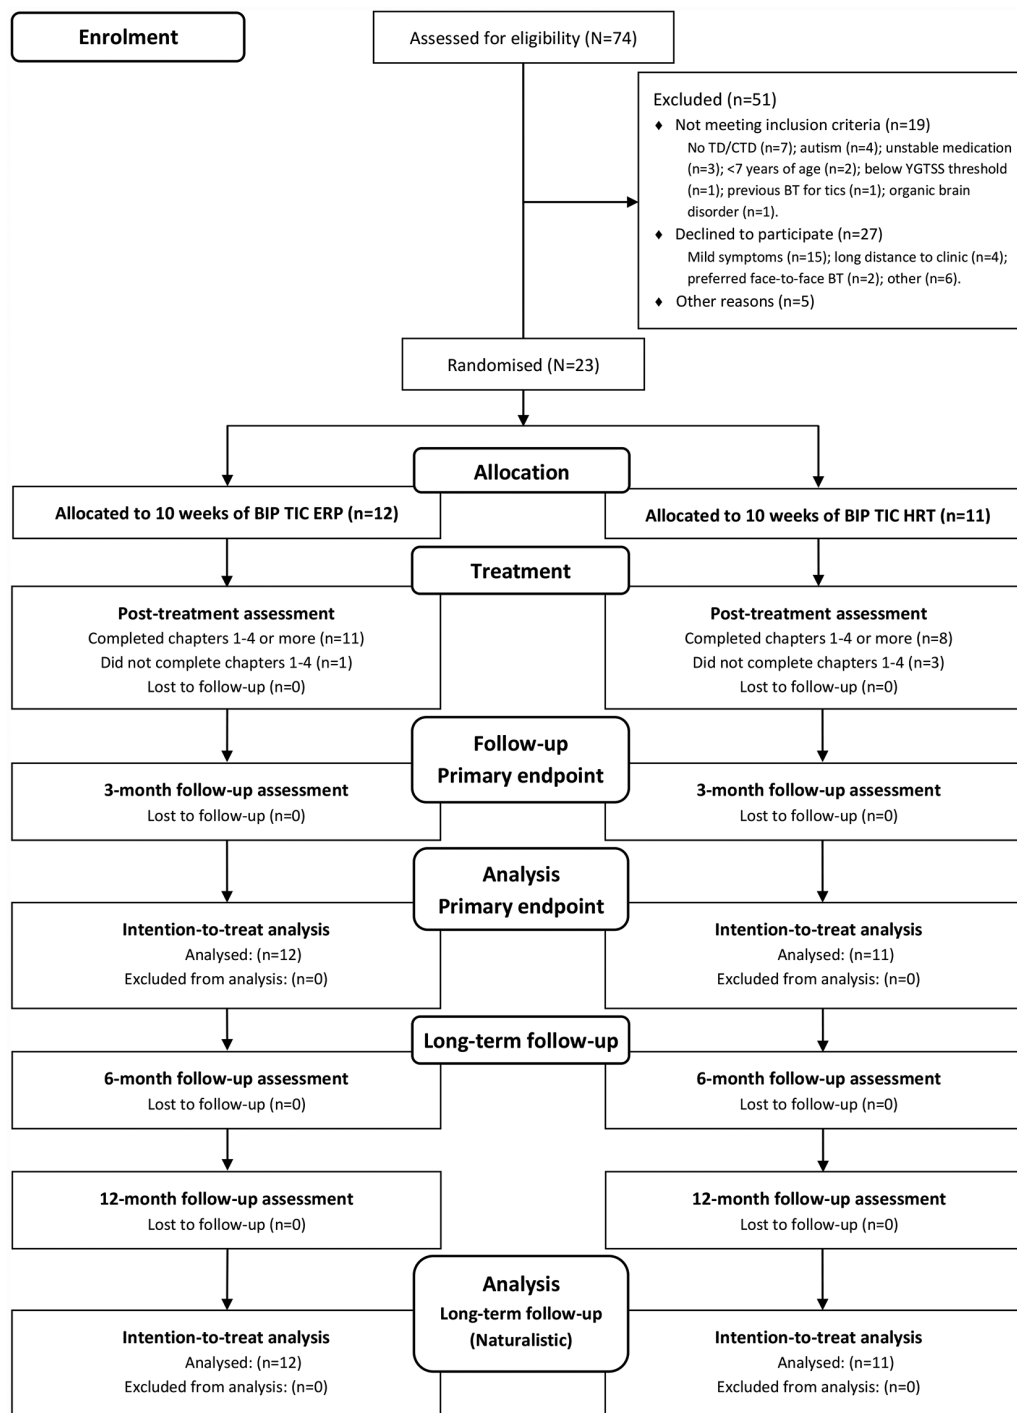 Enrolment
Assessed for eligibility (N=74)
Excluded (n=51)
♦ Not meeting inclusion criteria (n=19)
No TD/CTD (n=7); autism (n=4); unstable medication
(n=3); <7 years of age (n=2); below YGTSS threshold
(n=1); previous BT for tics (n=1); organic brain
disorder (n=1).
♦ Declined to participate (n=27)
Mild symptoms (n=15); long distance to clinic (n=4);
preferred face-to-face BT (n=2); other (n=6).
♦ Other reasons (n=5)
Randomised (N=23)
Allocation
Allocated to 10 weeks of BIP TIC ERP (n=12)
Allocated to 10 weeks of BIP TIC HRT (n=11)
Treatment
Post-treatment assessment
Completed chapters 1-4 or more (n=11)
Did not complete chapters 1-4 (n=1)
Lost to follow-up (n=0)
Post-treatment assessment
Completed chapters 1-4 or more (n=8)
Did not complete chapters 1-4 (n=3)
Lost to follow-up (n=0)
Follow-up
Primary endpoint
3-month follow-up assessment
Lost to follow-up (n=0)
3-month follow-up assessment
Lost to follow-up (n=0)
Analysis
Primary endpoint
Intention-to-treat analysis
Analysed: (n=12)
Excluded from analysis: (n=0)
Intention-to-treat analysis
Analysed: (n=11)
Excluded from analysis: (n=0)
Long-term follow-up
6-month follow-up assessment
Lost to follow-up (n=0)
6-month follow-up assessment
Lost to follow-up (n=0)
12-month follow-up assessment
Lost to follow-up (n=0)
12-month follow-up assessment
Lost to follow-up (n=0)
Analysis
Long-term follow-up
(Naturalistic)
Intention-to-treat analysis
Analysed: (n=12)
Excluded from analysis: (n=0)
Intention-to-treat analysis
Analysed: (n=11)
Excluded from analysis: (n=0)